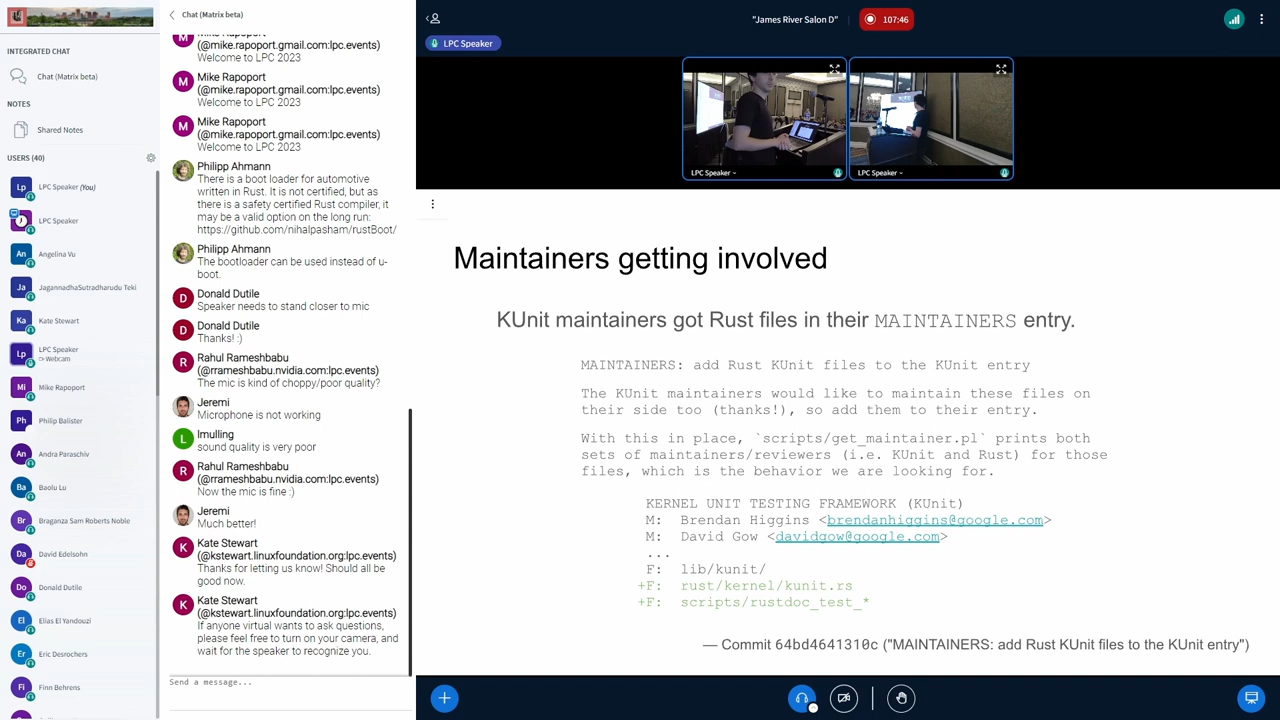 INTEGRATED CHAT
Chat (Matrix beta)
NOTES
Shared Notes
USERS (40)
Lp LPC Speaker (You)
LPC Speaker
An Angelina Vu
Ja JagannadhaSutradharudu Teki
Ka Kate Stewart
Lp LPC Speaker
Webcam
Mi Mike Rapoport
Ph Philip Balister
An Andra Paraschiv
Ba Baolu Lu
Br Braganza Sam Roberts Noble
Da David Edelsohn
Do Donald Dutile
El Elias El Yandouzi
Er Eric Desrochers
Fi Finn Behrens
Chat (Matrix beta)
M Mike Rapoport
(@mike.rapoport.gmail.com:lpc.events)
Welcome to LPC 2023
M Mike Rapoport
(@mike.rapoport.gmail.com:lpc.events)
Welcome to LPC 2023
M Mike Rapoport
(@mike.rapoport.gmail.com:lpc.events)
Welcome to LPC 2023
Philipp Ahmann
There is a boot loader for automotive
written in Rust. It is not certified, but as
there is a safety certified Rust compiler, it
may be a valid option on the long run:
https://github.com/nihalpasham/rustBoot/
Philipp Ahmann
The bootloader can be used instead of u-
boot.
D Donald Dutile
Speaker needs to stand closer to mic
D Donald Dutile
Thanks! :)
R Rahul Rameshbabu
(@rrameshbabu.nvidia.com:lpc.events)
The mic is kind of choppy/poor quality?
Jeremi
Microphone is not working
L lmulling
sound quality is very poor
R Rahul Rameshbabu
(@rrameshbabu.nvidia.com:lpc.events)
Now the mic is fine :)
Jeremi
Much better!
K Kate Stewart
(@kstewart.linuxfoundation.org:lpc.events)
Thanks for letting us know! Should all be
good now.
K Kate Stewart
(@kstewart.linuxfoundation.org:lpc.events)
If anyone virtual wants to ask questions,
please feel free to turn on your camera, and
wait for the speaker to recognize you.
Send a message...
"James River Salon D"
107:46
LPC Speaker
LPC Speaker
LPC Speaker
Maintainers getting involved
KUnit maintainers got Rust files in their MAINTAINERS entry.
MAINTAINERS: add Rust KUnit files to the KUnit entry
The KUnit maintainers would like to maintain these files on
their side too (thanks!), so add them to their entry.
With this in place, `scripts/get_maintainer.pl` prints both
sets of maintainers/reviewers (i.e. KUnit and Rust) for those
files, which is the behavior we are looking for.
KERNEL UNIT TESTING FRAMEWORK (KUnit)
M: Brendan Higgins <brendanhiggins@google.com>
M: David Gow <davidgow@google.com>
...
F: lib/kunit/
+F: rust/kernel/kunit.rs
+F: scripts/rustdoc_test_*
— Commit 64bd4641310c ("MAINTAINERS: add Rust KUnit files to the KUnit entry")